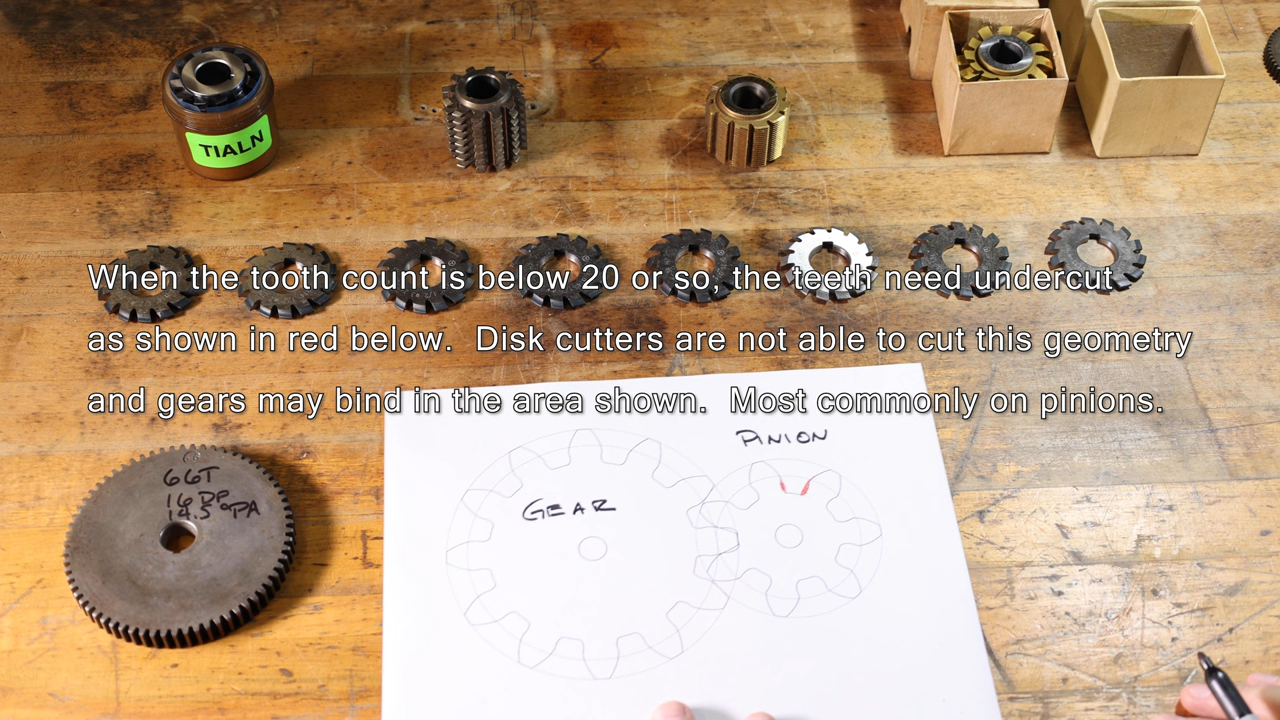 TIALN
When the tooth count is below 20 or so, the teeth need undercut
as shown in red below.  Disk cutters are not able to cut this geometry
and gears may bind in the area shown.  Most commonly on pinions.
PINION
66T
16 DP
14.5 °PA
GEAR